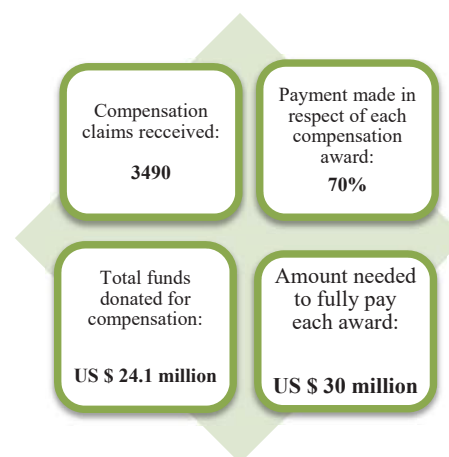 Compensation
claims recceived:
3490
Payment made in
respect of each
compensation
award:
70%
Total funds
donated for
compensation:
US $ 24.1 million
Amount needed
to fully pay
each award:
US $ 30 million